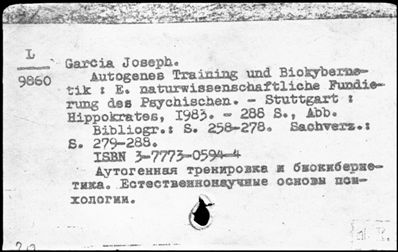 L
9860
Garcia Joseph.
Autogenes Training und Biokyberne-
tik : E. naturwissenschaftliche Fundie-
rung des Psychischen. - Stuttgart :
Hippokrates, 1983. - 288 S., Abb.
Bibliogr.: S. 258-278. Sachverz.:
S. 279-288.
ISBN 3-7773-0594-4
Аутогенная тренировка и биокиберне-
тика. Естественнонаучные основы пси-
хологии.